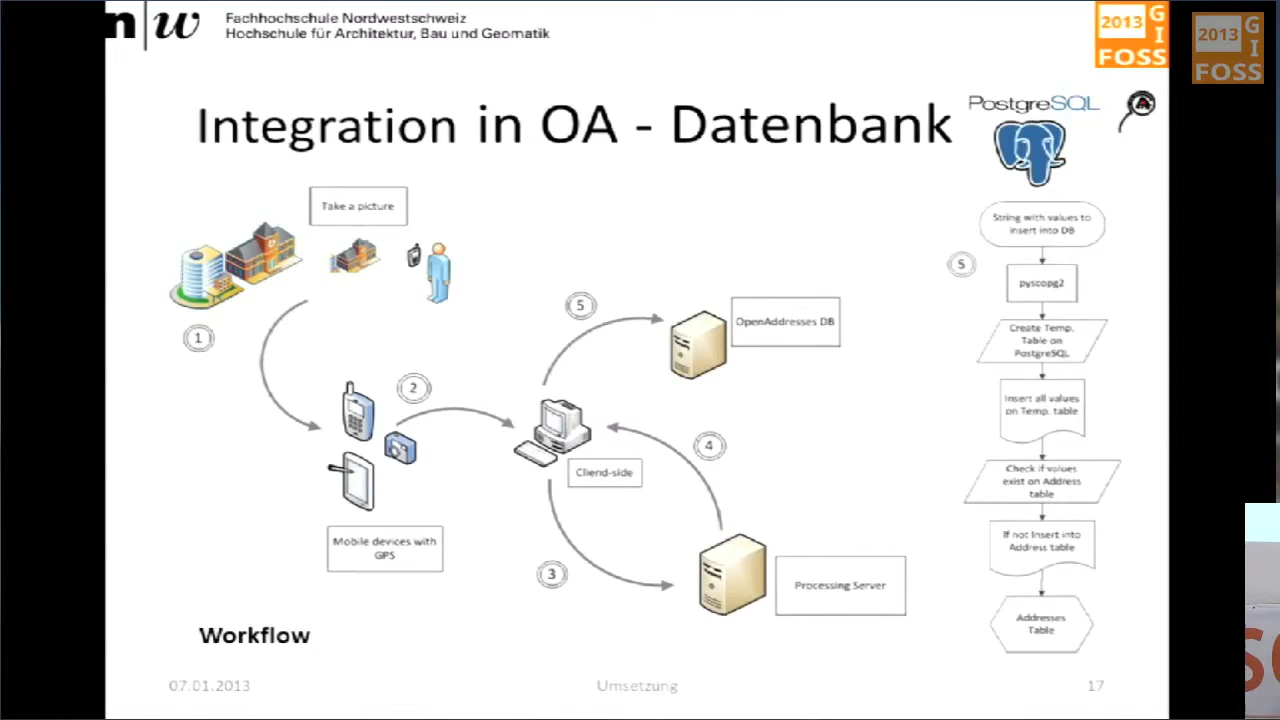 n w
Fachhochschule Nordwestschweiz
Hochschule für Architektur, Bau und Geomatik
2013 G
I
FOSS
2013 G
I
FOSS
Integration in OA - Datenbank
PostgreSQL
A
Take a picture
String with values to
insert into DB
5
pyscopg2
1
5
OpenAddresses DB
Create Temp.
Table on
PostgreSQL
2
Insert all values
on Temp. table
4
Cliend-side
Check if values
exist on Address
table
Mobile devices with
GPS
If not Insert into
Address table
3
Processing Server
Addresses
Table
Workflow
07.01.2013
Umsetzung
17